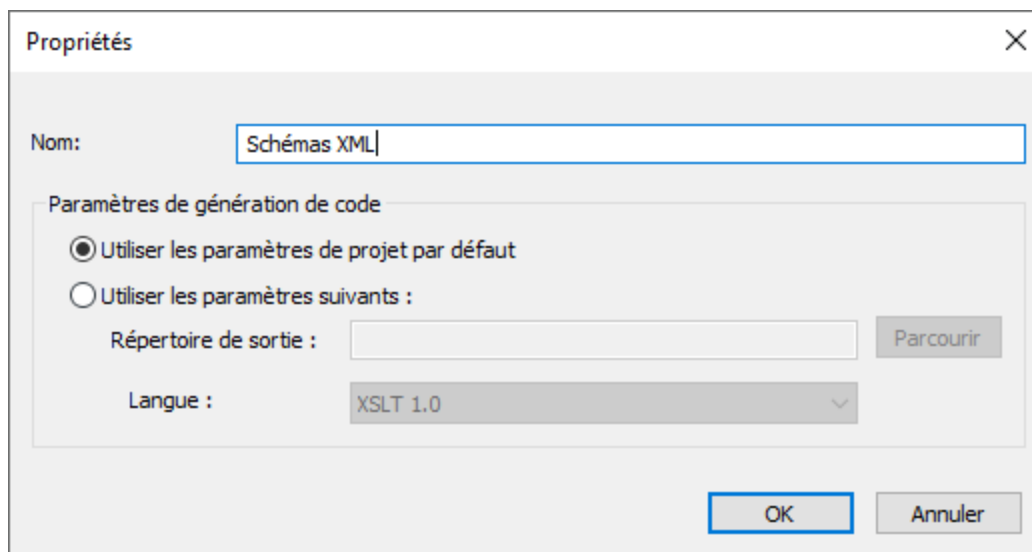 Propriétés
Nom: Schémas XML
Paramètres de génération de code
Utiliser les paramètres de projet par défaut
Utiliser les paramètres suivants :
Répertoire de sortie : Parcourir
Langue : XSLT 1.0
OK Annuler